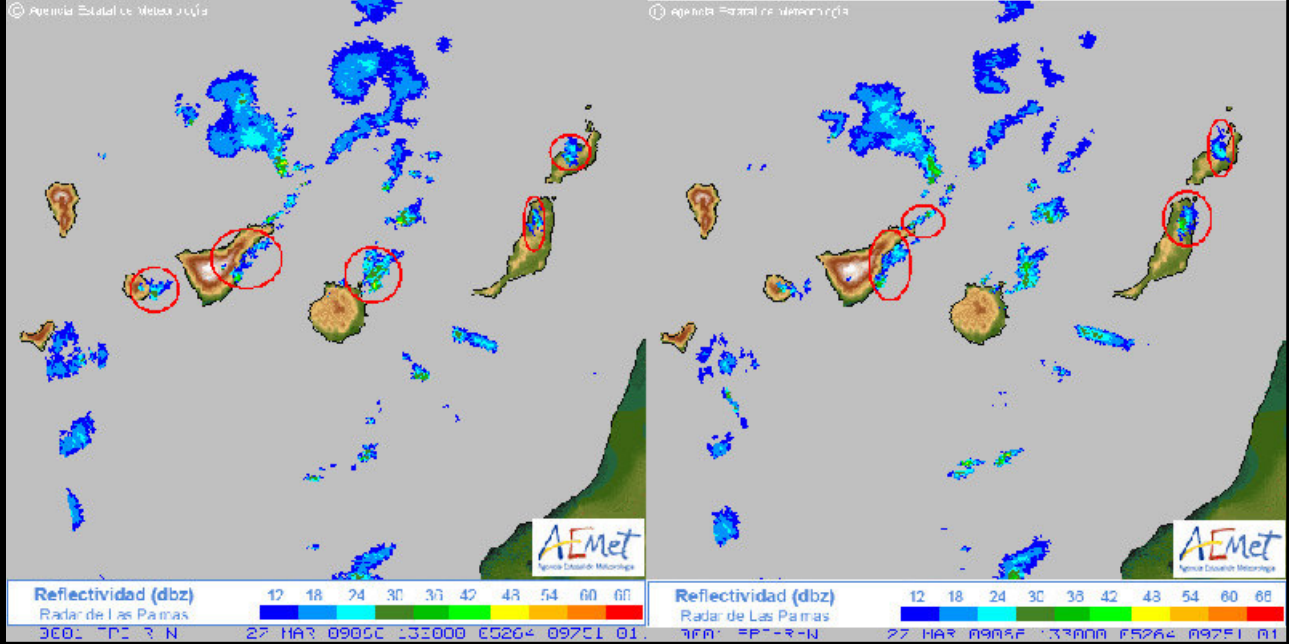 © Agencia Estatal de Meteorología
AEMet
Agencia Estatal de Meteorología
Reflectividad (dbz)
Radar de Las Palmas
12 18 24 30 36 42 48 54 60 66
27 MAR
© Agencia Estatal de Meteorología
AEMet
Agencia Estatal de Meteorología
Reflectividad (dbz)
Radar de Las Palmas
12 18 24 30 36 42 48 54 60 66
27 MAR